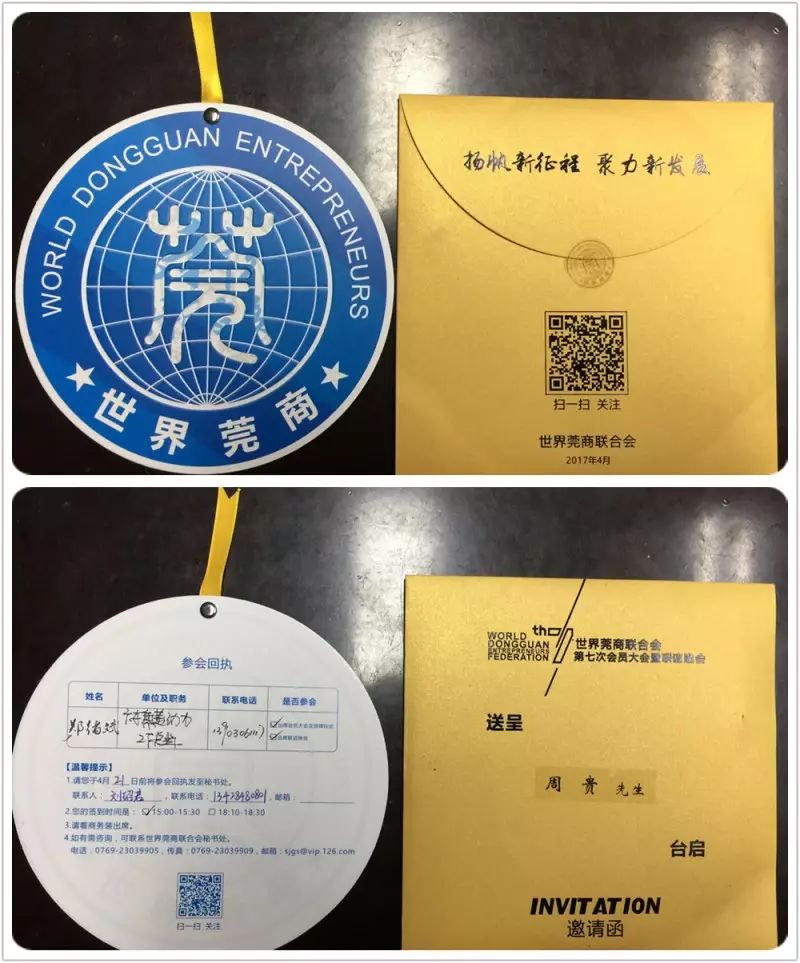 WORLD DONGGUAN ENTREPRENEURS
莞
世界莞商
扬帆新征程 聚力新发展
扫一扫 关注
世界莞商联合会
2017年4月
参会回执
姓名 单位及职务 联系电话 是否参会
【温馨提示】
1.请您于4月21日前将参会回执发至秘书处。
联系人：，联系电话：13428480801，邮箱：
2.您的签到时间是：☑15:00-15:30 □18:10-18:30
3.请着商务装出席。
4.如有需咨询，可联系世界莞商联合会秘书处。
电话：0769-23039905，传真：0769-23039909，邮箱：sjgs@vip.126.com
扫一扫 关注
WORLD
DONGGUAN
ENTREPRENEURS
FEDERATION
7th
世界莞商联合会
第七次会员大会暨联谊晚会
送呈
周贵 先生
台启
INVITATION
邀请函